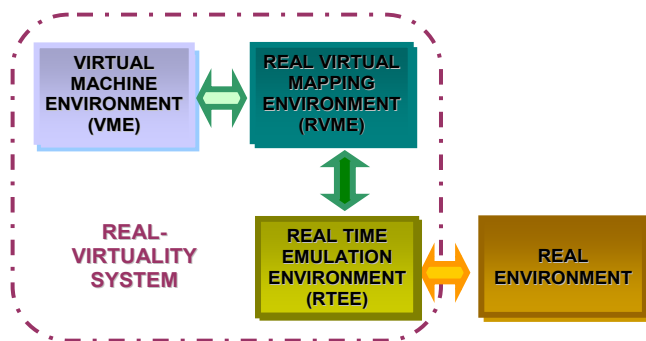 VIRTUAL
MACHINE
ENVIRONMENT
(VME)
REAL VIRTUAL
MAPPING
ENVIRONMENT
(RVME)
REAL-
VIRTUALITY
SYSTEM
REAL TIME
EMULATION
ENVIRONMENT
(RTEE)
REAL
ENVIRONMENT